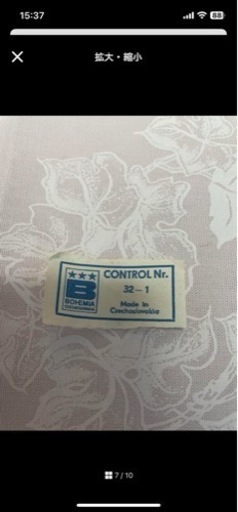 15:37
88
拡大・縮小
CONTROL Nr.
32-1
B
BOHEMIA
Made in
Czechoslovakia
7 / 10